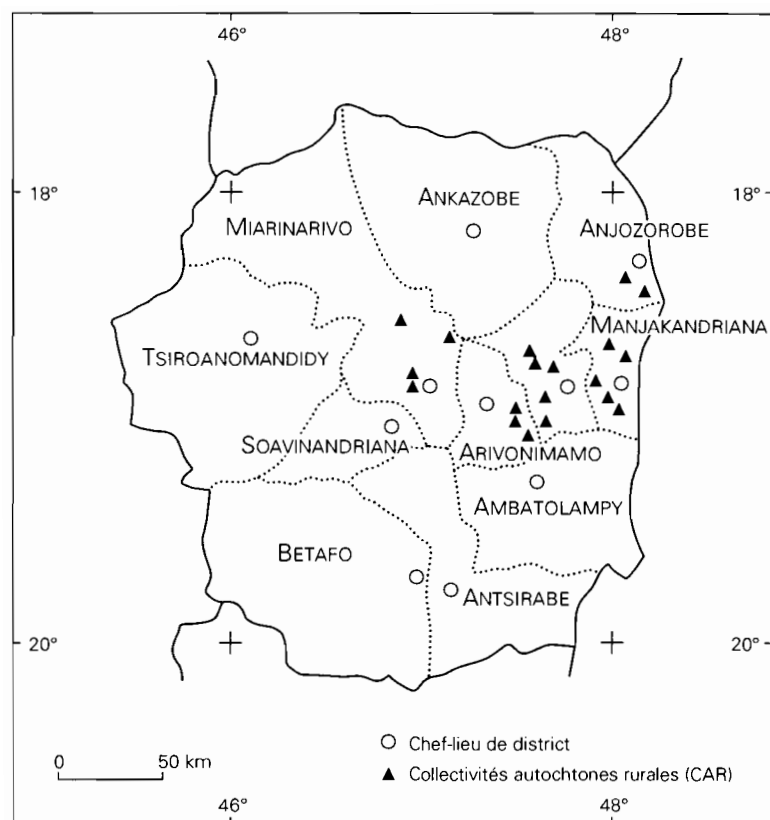 46° 48°
18° 18°
ANKAZOBE
MIARINARIVO
ANJOZOROBE
MANJAKANDRIANA
TSIROANOMANDIDY
SOAVINANDRIANA
ARIVONIMAMO
AMBATOLAMPY
BETAFO
ANTSIRABE
20° 20°
Chef-lieu de district
0 50 km
Collectivités autochtones rurales (CAR)
46° 48°